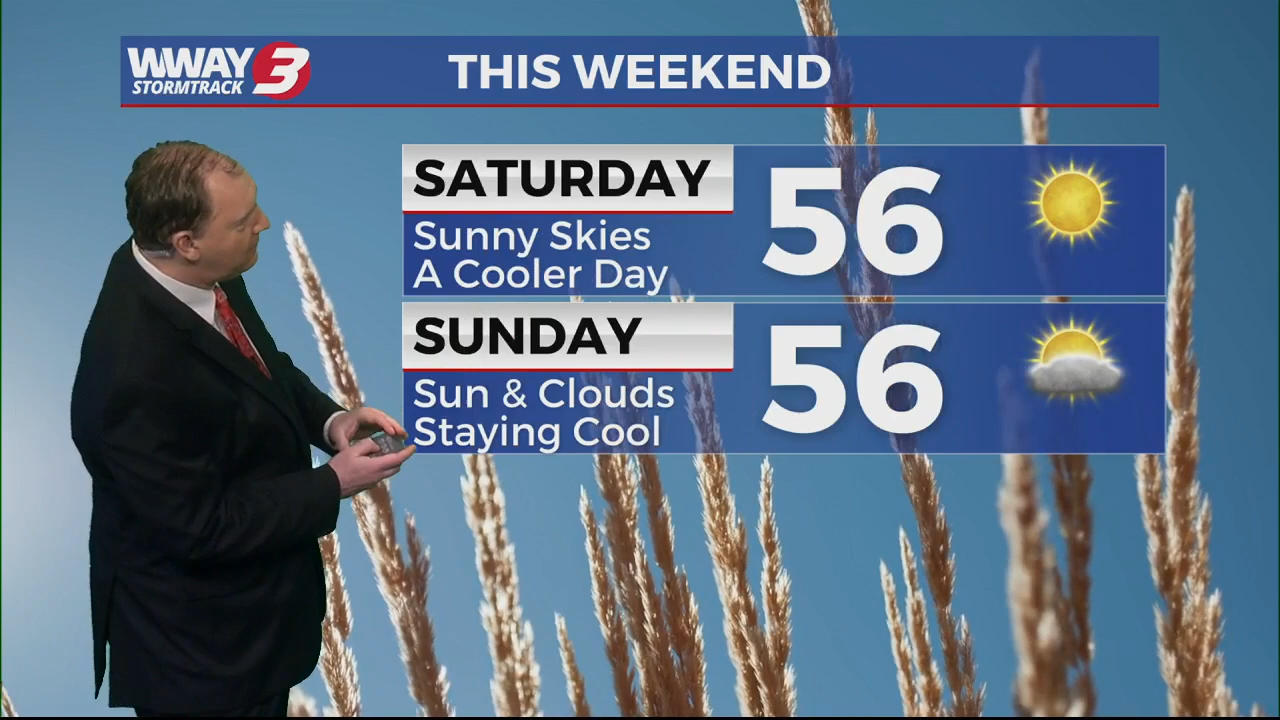 WWAY 3
STORMTRACK
THIS WEEKEND
SATURDAY
Sunny Skies
A Cooler Day
56
SUNDAY
Sun & Clouds
Staying Cool
56